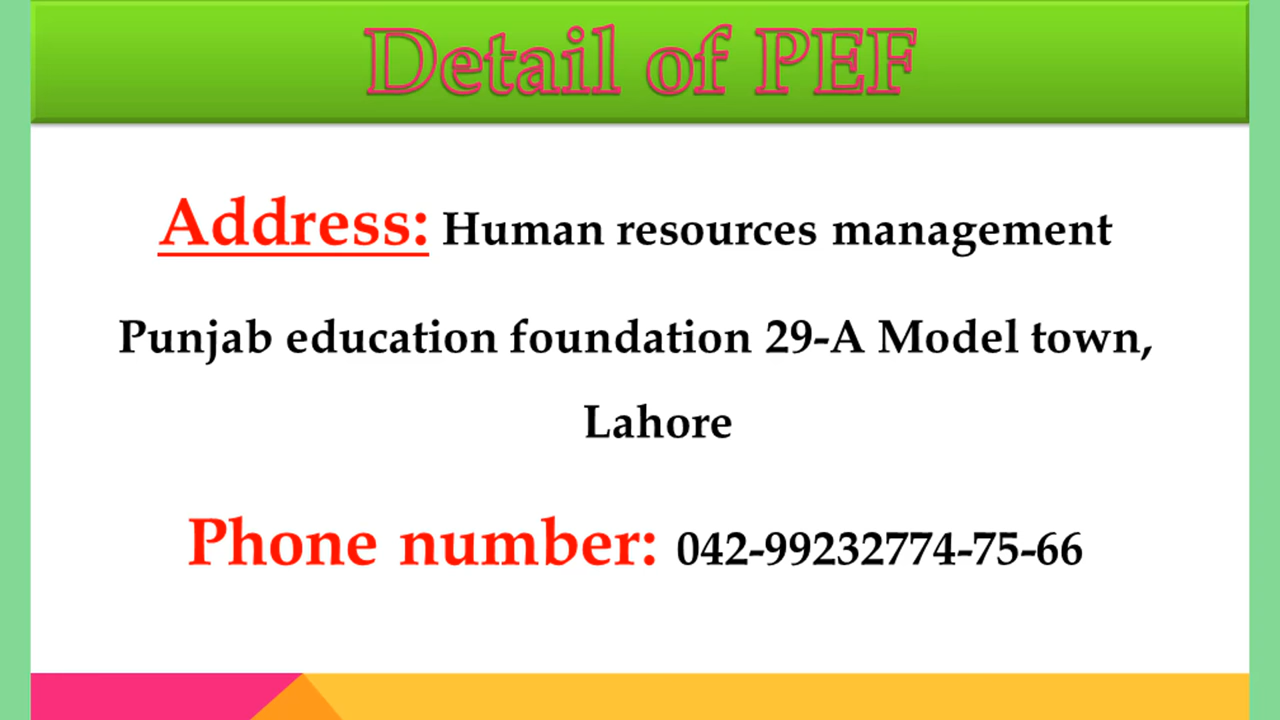 Detail of PEF
Address: Human resources management
Punjab education foundation 29-A Model town,
Lahore
Phone number: 042-99232774-75-66